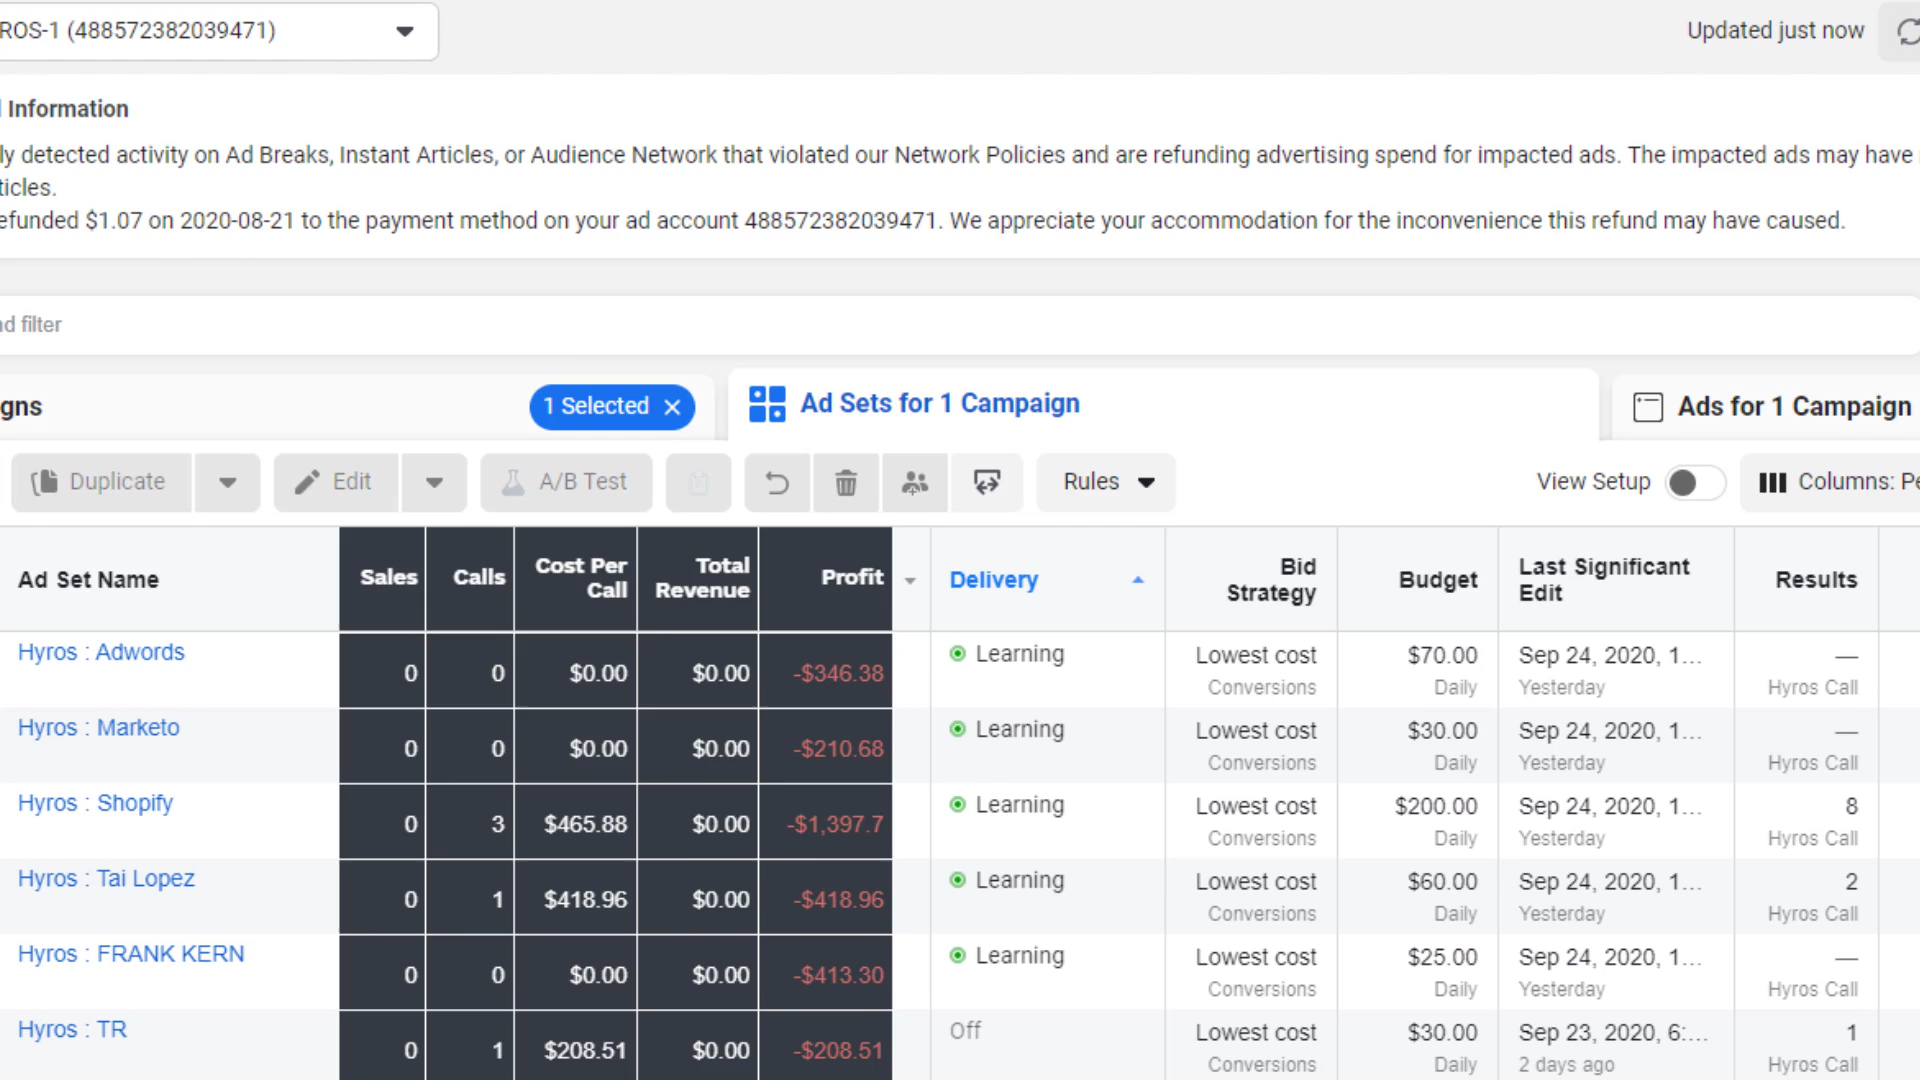 ROS-1 (488572382039471)
Updated just now
Information
ly detected activity on Ad Breaks, Instant Articles, or Audience Network that violated our Network Policies and are refunding advertising spend for impacted ads. The impacted ads may have
ticles.
efunded $1.07 on 2020-08-21 to the payment method on your ad account 488572382039471. We appreciate your accommodation for the inconvenience this refund may have caused.
nd filter
gns
1 Selected
Ad Sets for 1 Campaign
Ads for 1 Campaign
Duplicate
Edit
A/B Test
Rules
View Setup
Columns: Pe
Ad Set Name Sales Calls Cost Per Call Total Revenue Profit Delivery Bid Strategy Budget Last Significant Edit Results
Hyros : Adwords 0 0 $0.00 $0.00 -$346.38 Learning Lowest cost $70.00 Sep 24, 2020, 1... —
Conversions Daily Yesterday Hyros Call
Hyros : Marketo 0 0 $0.00 $0.00 -$210.68 Learning Lowest cost $30.00 Sep 24, 2020, 1... —
Conversions Daily Yesterday Hyros Call
Hyros : Shopify 0 3 $465.88 $0.00 -$1,397.7 Learning Lowest cost $200.00 Sep 24, 2020, 1... 8
Conversions Daily Yesterday Hyros Call
Hyros : Tai Lopez 0 1 $418.96 $0.00 -$418.96 Learning Lowest cost $60.00 Sep 24, 2020, 1... 2
Conversions Daily Yesterday Hyros Call
Hyros : FRANK KERN 0 0 $0.00 $0.00 -$413.30 Learning Lowest cost $25.00 Sep 24, 2020, 1... —
Conversions Daily Yesterday Hyros Call
Hyros : TR 0 1 $208.51 $0.00 -$208.51 Off Lowest cost $30.00 Sep 23, 2020, 6:... 1
Conversions Daily 2 days ago Hyros Call